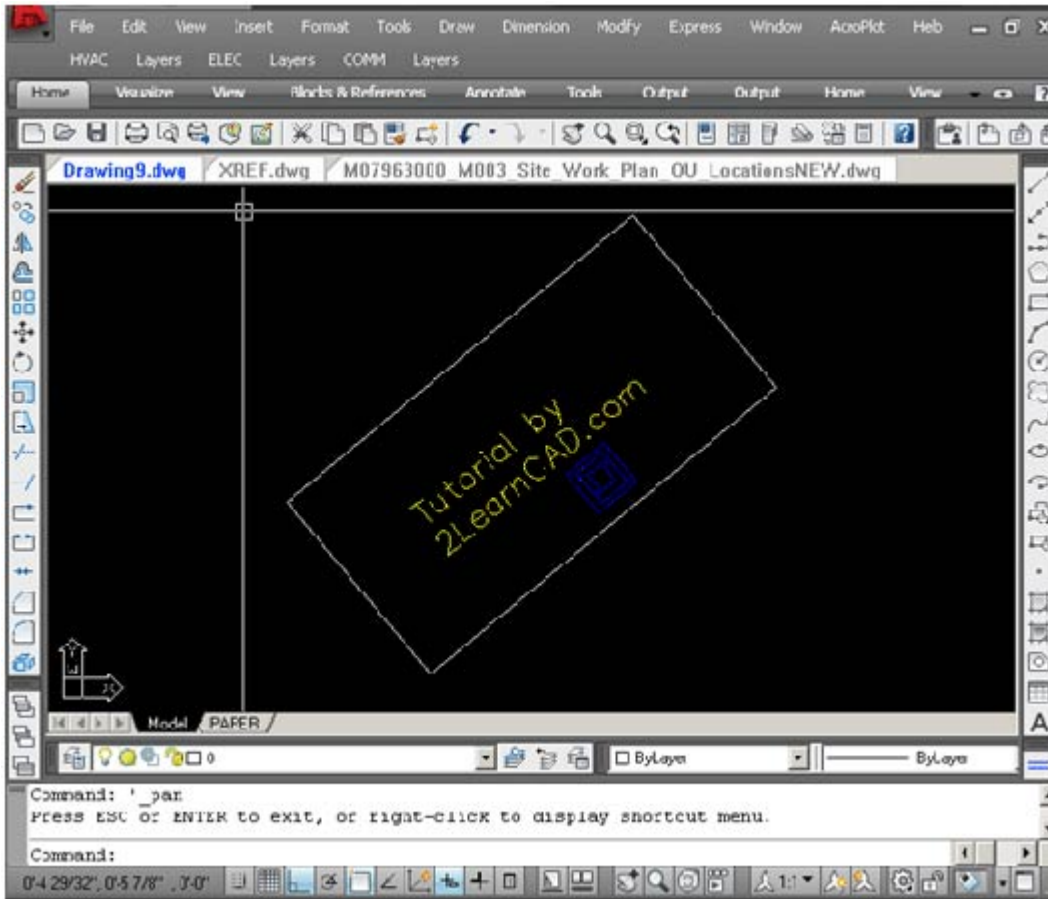 File Edit View Insert Format Tools Draw Dimension Modify Express Window AcroPlot Help
HVAC Layers ELEC Layers COMM Layers
Home Visualize View Blocks & References Annotate Tools Output Output Home View
Drawing9.dwg XREF.dwg M07963000_M003_Site_Work_Plan_OU_LocationsNEW.dwg
Tutorial by
2LearnCAD.com
Y
W
X
Model PAPER
0 ByLayer ByLayer
Command: '_pan
Press ESC or ENTER to exit, or right-click to display shortcut menu.
Command:
0'-4 29/32", 0'-5 7/8" , 0'-0" 1:1